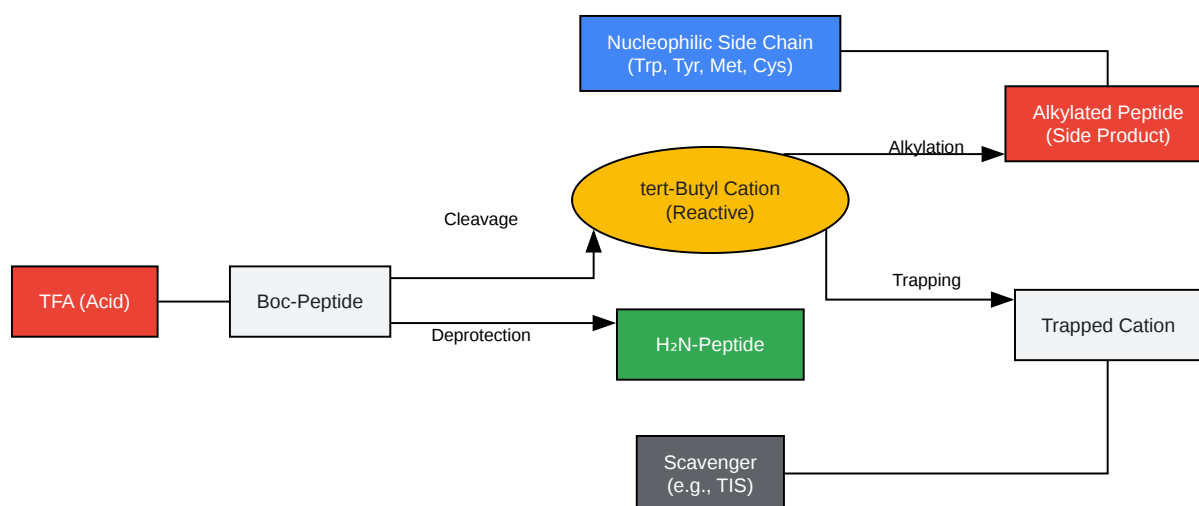 Nucleophilic Side Chain
(Trp, Tyr, Met, Cys)
Alkylated Peptide
(Side Product)
Alkylation
tert-Butyl Cation
(Reactive)
Cleavage
Trapping
TFA (Acid)
Boc-Peptide
Trapped Cation
Deprotection
H₂N-Peptide
Scavenger
(e.g., TIS)